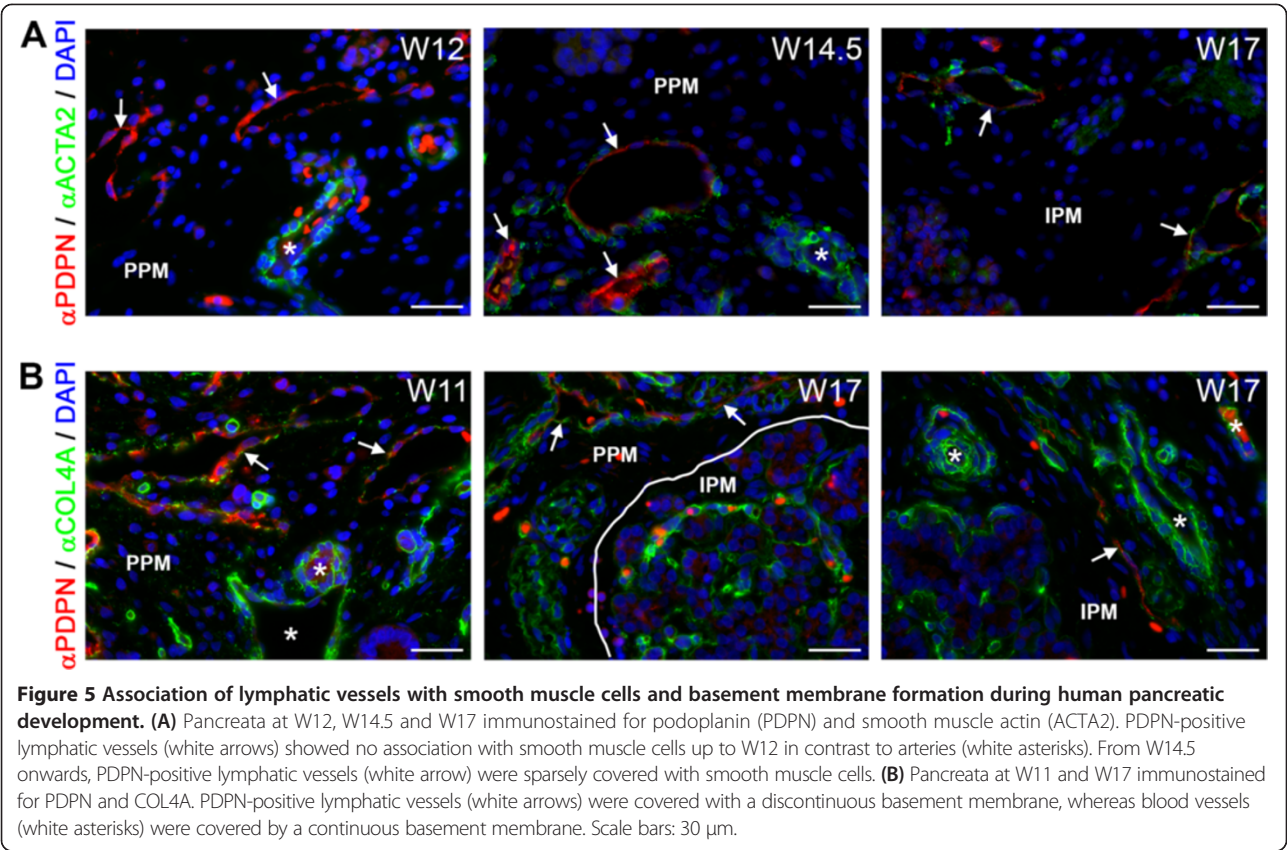 A
αPDPN / αACTA2 / DAPI
W12
PPM
*
W14.5
PPM
*
W17
IPM
B
αPDPN / αCOL4A / DAPI
W11
PPM
*
*
W17
PPM
IPM
W17
*
*
*
IPM
Figure 5 Association of lymphatic vessels with smooth muscle cells and basement membrane formation during human pancreatic
development. (A) Pancreata at W12, W14.5 and W17 immunostained for podoplanin (PDPN) and smooth muscle actin (ACTA2). PDPN-positive
lymphatic vessels (white arrows) showed no association with smooth muscle cells up to W12 in contrast to arteries (white asterisks). From W14.5
onwards, PDPN-positive lymphatic vessels (white arrow) were sparsely covered with smooth muscle cells. (B) Pancreata at W11 and W17 immunostained
for PDPN and COL4A. PDPN-positive lymphatic vessels (white arrows) were covered with a discontinuous basement membrane, whereas blood vessels
(white asterisks) were covered by a continuous basement membrane. Scale bars: 30 μm.